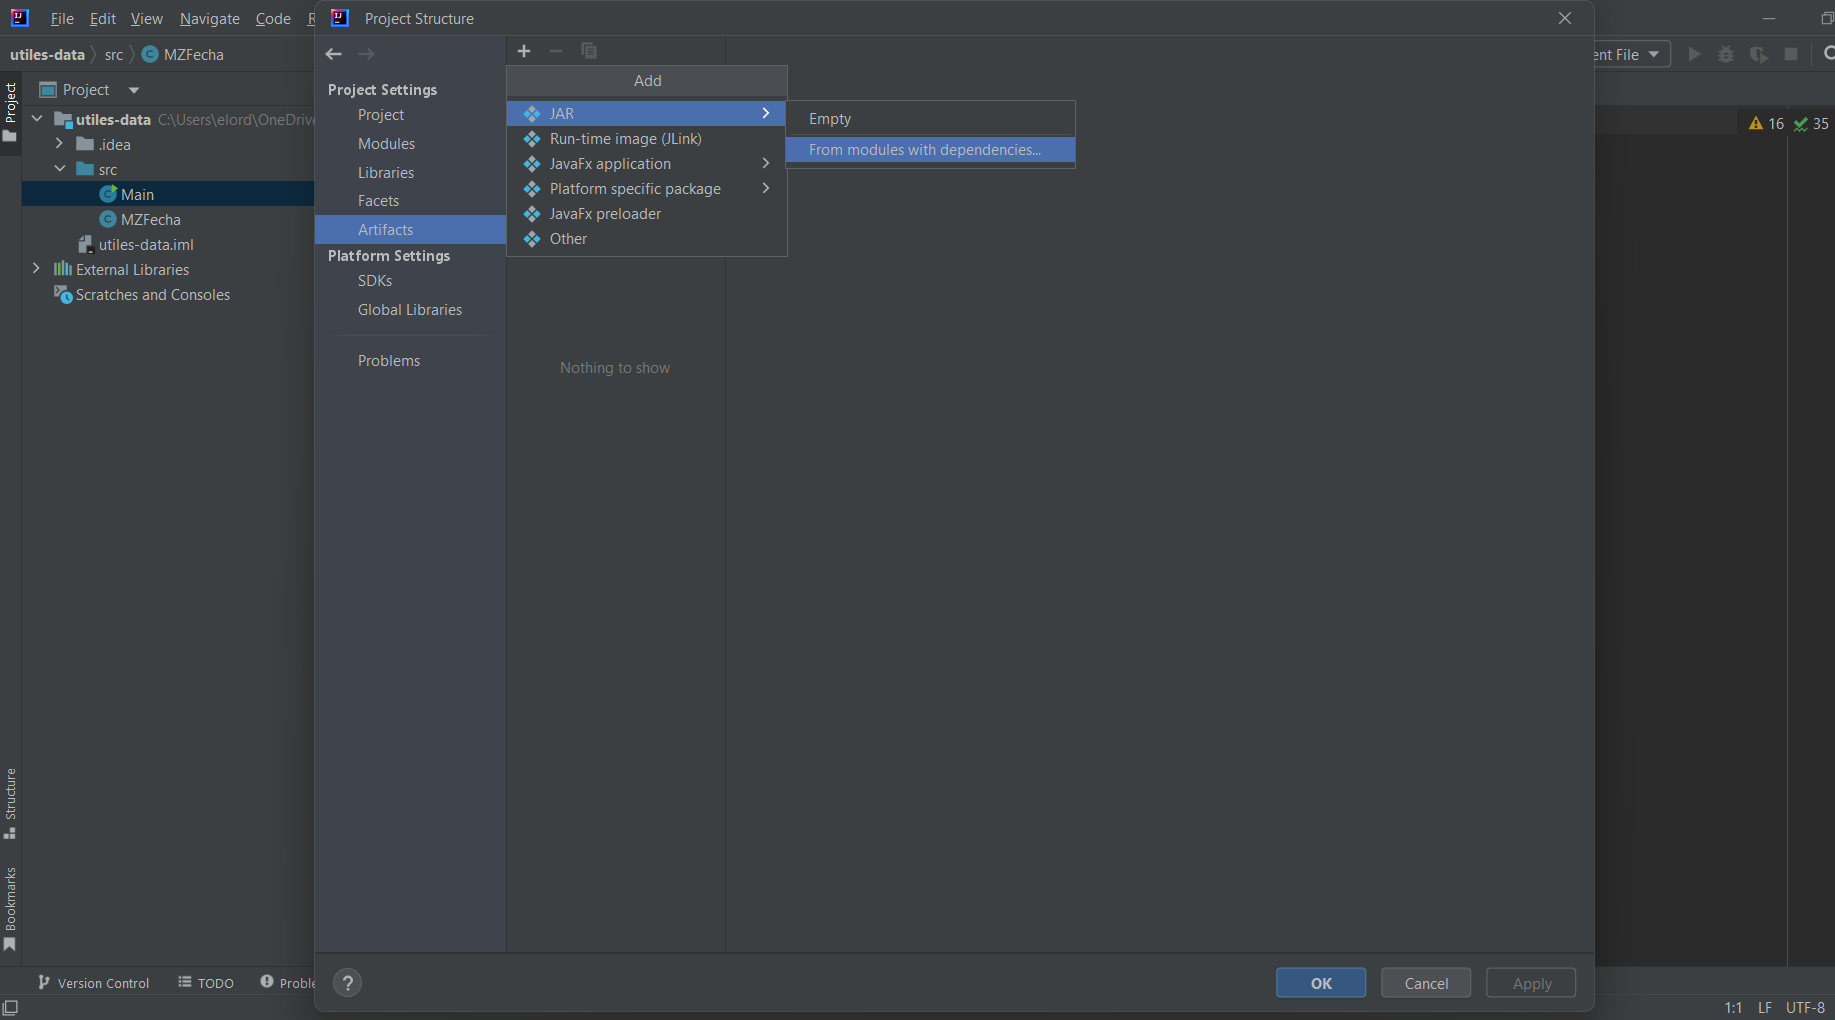 File Edit View Navigate Code
Project Structure
utiles-data src MZFecha
ent File
Project
Project
utiles-data C:\Users\elord\OneDrive
.idea
src
Main
MZFecha
utiles-data.iml
External Libraries
Scratches and Consoles
Structure
Bookmarks
Project Settings
Project
Modules
Libraries
Facets
Artifacts
Platform Settings
SDKs
Global Libraries
Problems
Add
JAR
Run-time image (JLink)
JavaFx application
Platform specific package
JavaFx preloader
Other
Empty
From modules with dependencies...
Nothing to show
16 35
Version Control TODO Proble
?
OK Cancel Apply
1:1 LF UTF-8